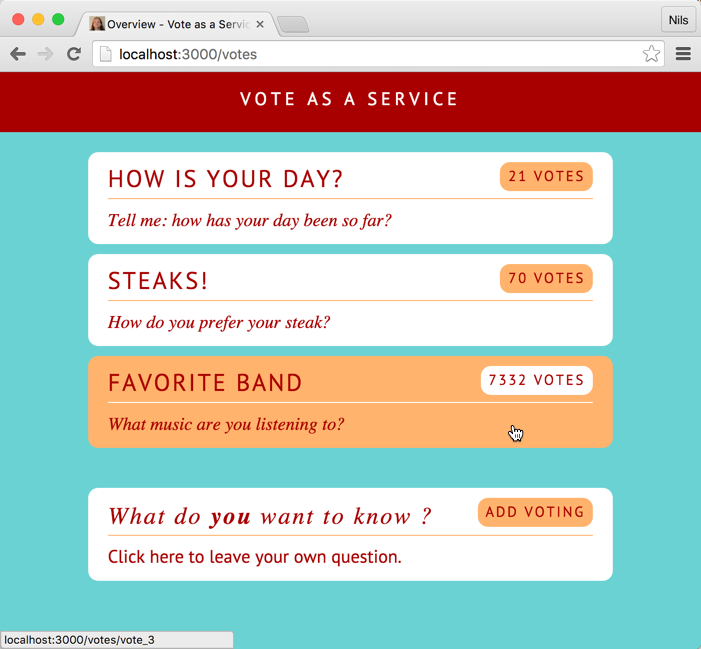 Overview - Vote as a Servic
Nils
localhost:3000/votes
VOTE AS A SERVICE
HOW IS YOUR DAY?
21 VOTES
Tell me: how has your day been so far?
STEAKS!
70 VOTES
How do you prefer your steak?
FAVORITE BAND
7332 VOTES
What music are you listening to?
What do you want to know ?
ADD VOTING
Click here to leave your own question.
localhost:3000/votes/vote_3